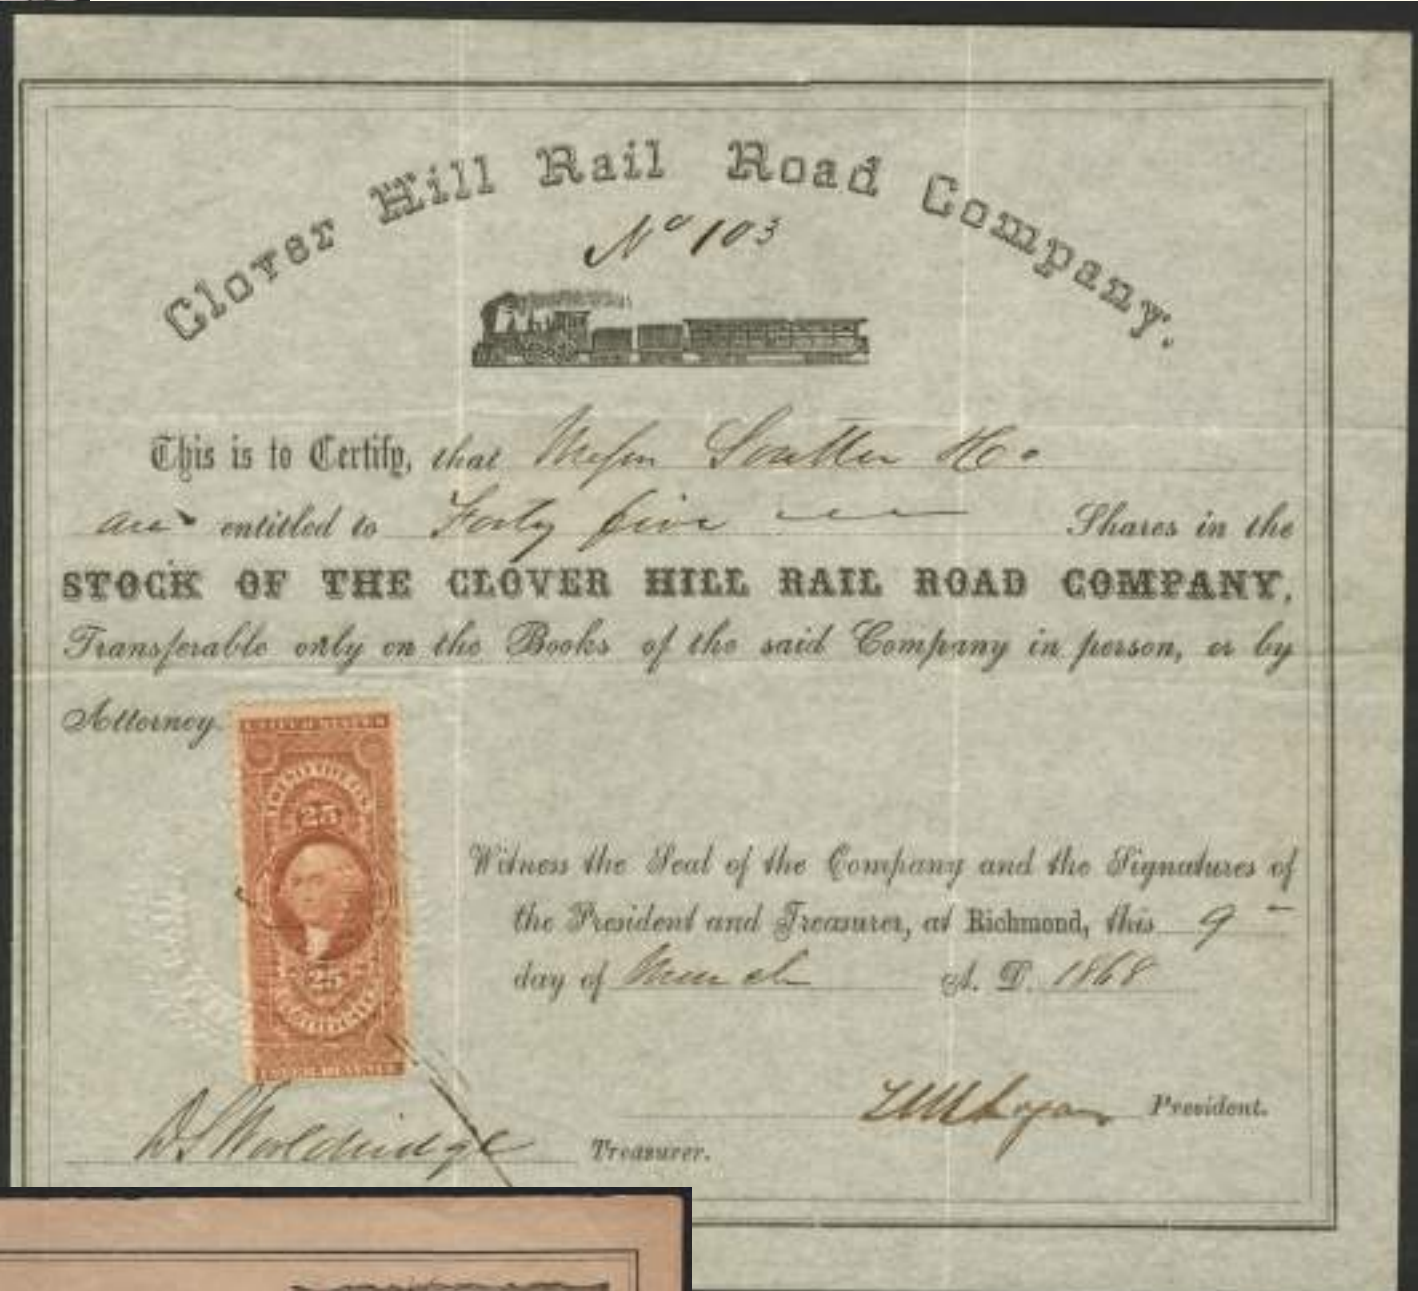 Clover Hill Rail Road Company.
No 103
This is to Certify, that Messrs Soutter & Co
are entitled to Forty five Shares in the
STOCK OF THE CLOVER HILL RAIL ROAD COMPANY,
Transferable only on the Books of the said Company in person, or by
Attorney.
25
25
Witness the Seal of the Company and the Signatures of
the President and Treasurer, at Richmond, this 9
day of March A. D. 1868
T M Logan President.
D S Wooldridge Treasurer.